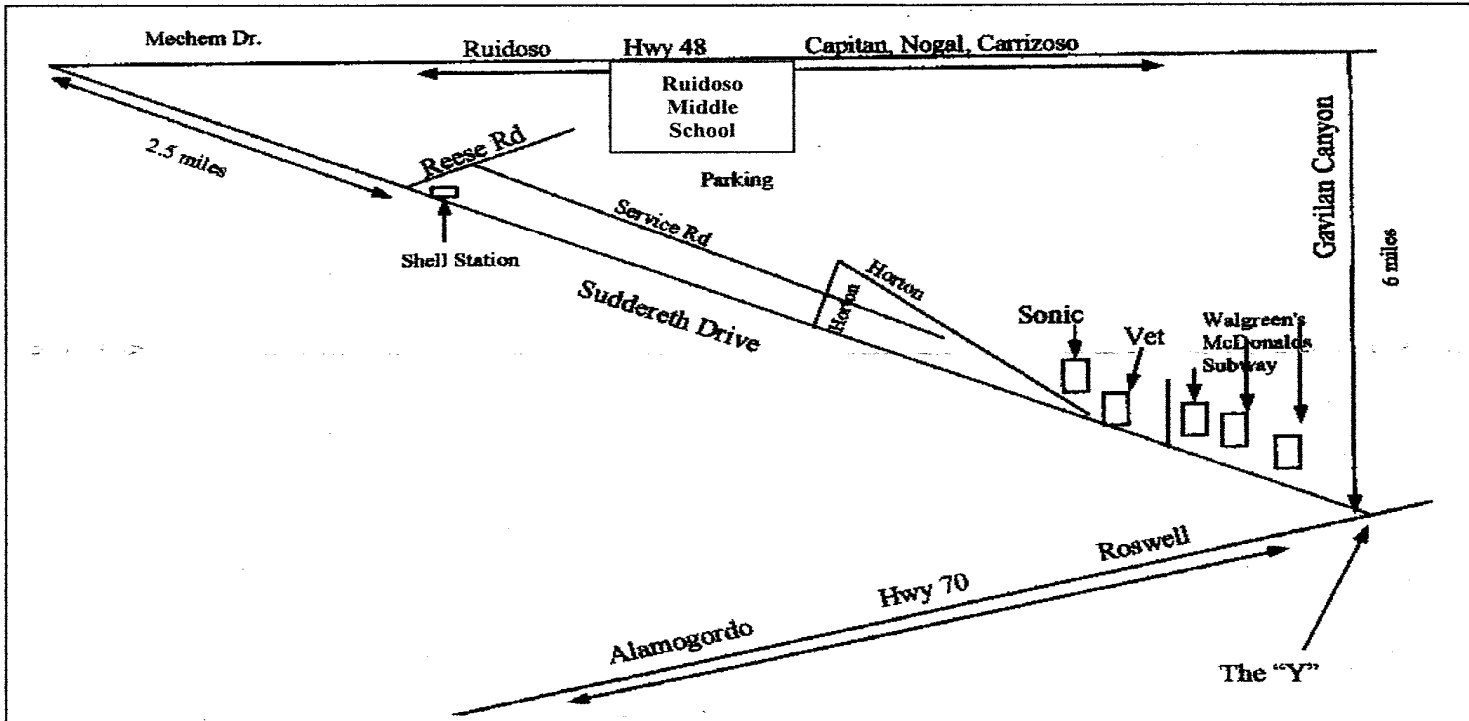 Mechem Dr.
Ruidoso
Hwy 48
Capitan, Nogal, Carrizoso
Ruidoso
Middle
School
Parking
2.5 miles
Reese Rd
Shell Station
Service Rd
Suddereth Drive
Horton
Horton
Sonic
Vet
Walgreen's
McDonalds
Subway
Gavilan Canyon
6 miles
Alamogordo
Hwy 70
Roswell
The “Y”